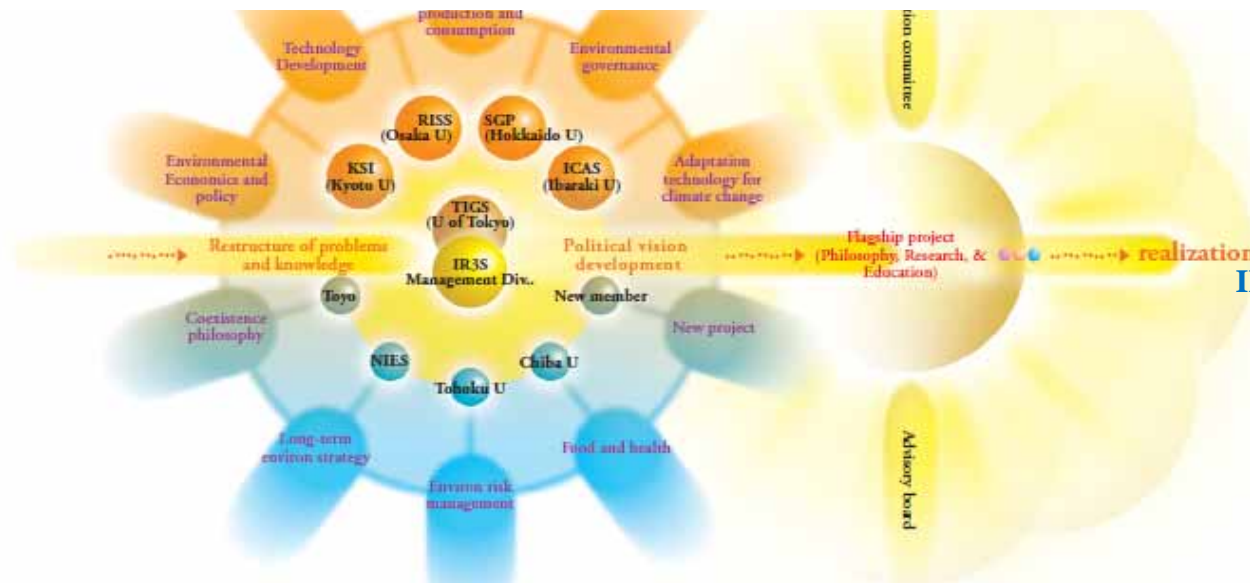 production and
consumption
Technology
Development
Environmental
governance
RISS
(Osaka U)
SGP
(Hokkaido U)
KSI
(Kyoto U)
ICAS
(Ibaraki U)
Environmental
Economics and
policy
Adaptation
technology for
climate change
TIGS
(U of Tokyo)
Restructure of problems
and knowledge
IR3S
Management Div..
Political vision
development
Flagship project
(Philosophy, Research, &
Education)
realization
Toyo
New member
Coexistence
philosophy
New project
NIES
Chiba U
Tohoku U
Long-term
environ strategy
Food and health
Environ risk
management
committee
Advisory board